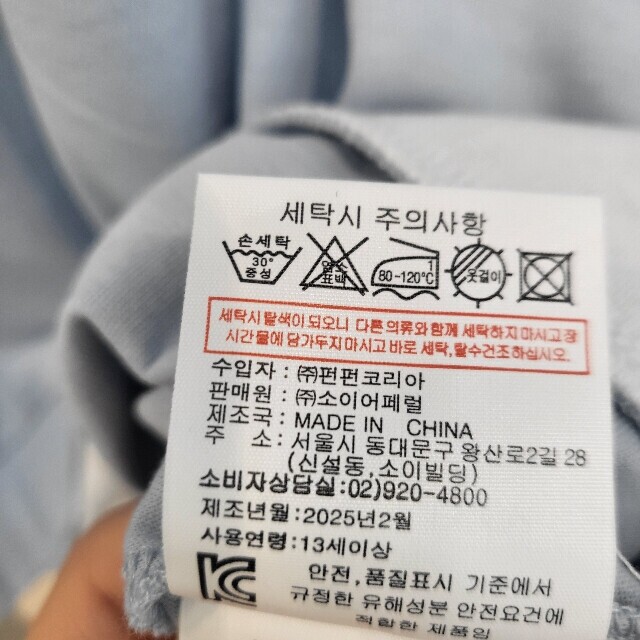 세탁시 주의사항
손세탁
30°
중성
염소
표백
1
80-120℃
옷걸이
세탁시 탈색이 되오니 다른 의류와 함께 세탁하지 마시고 장
시간 물에 담가두지 마시고 바로 세탁,탈수건조하십시오.
수입자 : ㈜펀펀코리아
판매원 : ㈜소이어페럴
제조국 : MADE IN CHINA
주 소 : 서울시 동대문구 왕산로2길 28
(신설동,소이빌딩)
소비자상담실:02)920-4800
제조년월:2025년2월
사용연령:13세이상
안전,품질표시 기준에서
규정한 유해성분 안전요건에
적합한 제품임